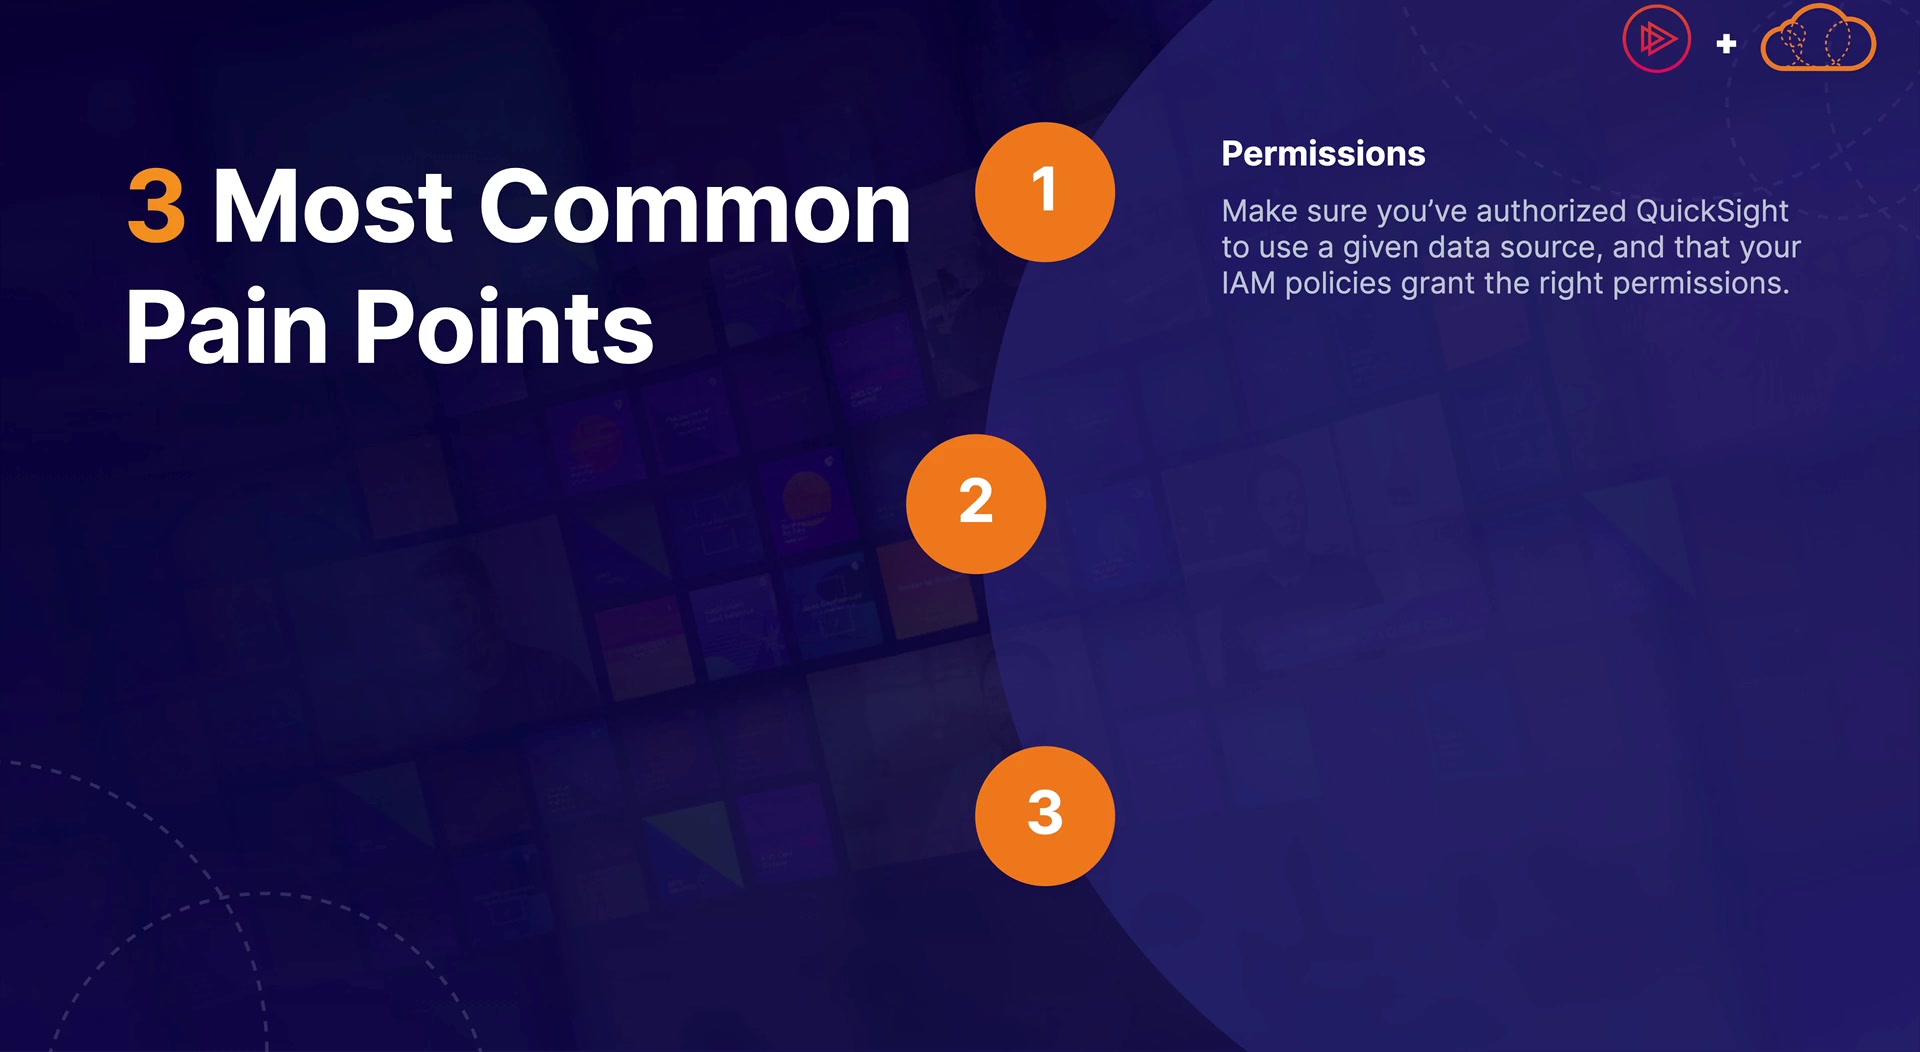 3 Most Common
Pain Points
1
Permissions
Make sure you’ve authorized QuickSight
to use a given data source, and that your
IAM policies grant the right permissions.
2
3